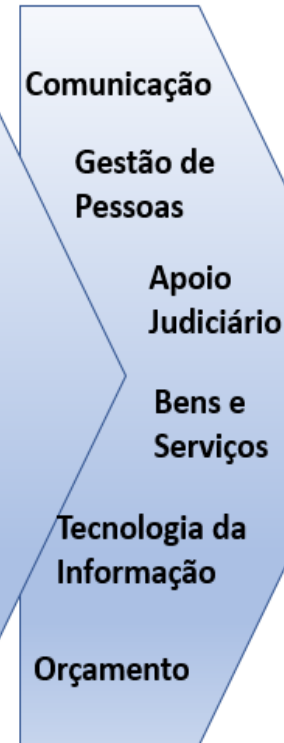 Comunicação
Gestão de
Pessoas
Apoio
Judiciário
Bens e
Serviços
Tecnologia da
Informação
Orçamento